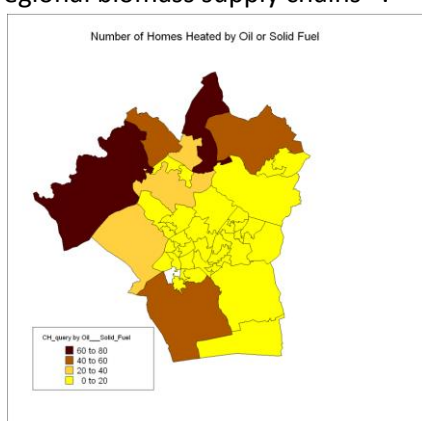 egional biomass supply chains
Number of Homes Heated by Oil or Solid Fuel
CH_query by Oil___Solid_Fuel
60 to 80
40 to 60
20 to 40
0 to 20